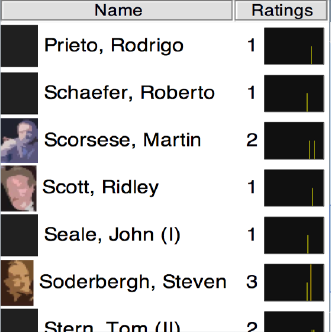 Name Ratings
Prieto, Rodrigo 1
Schaefer, Roberto 1
Scorsese, Martin 2
Scott, Ridley 1
Seale, John (I) 1
Soderbergh, Steven 3
Stern, Tom (II) 2